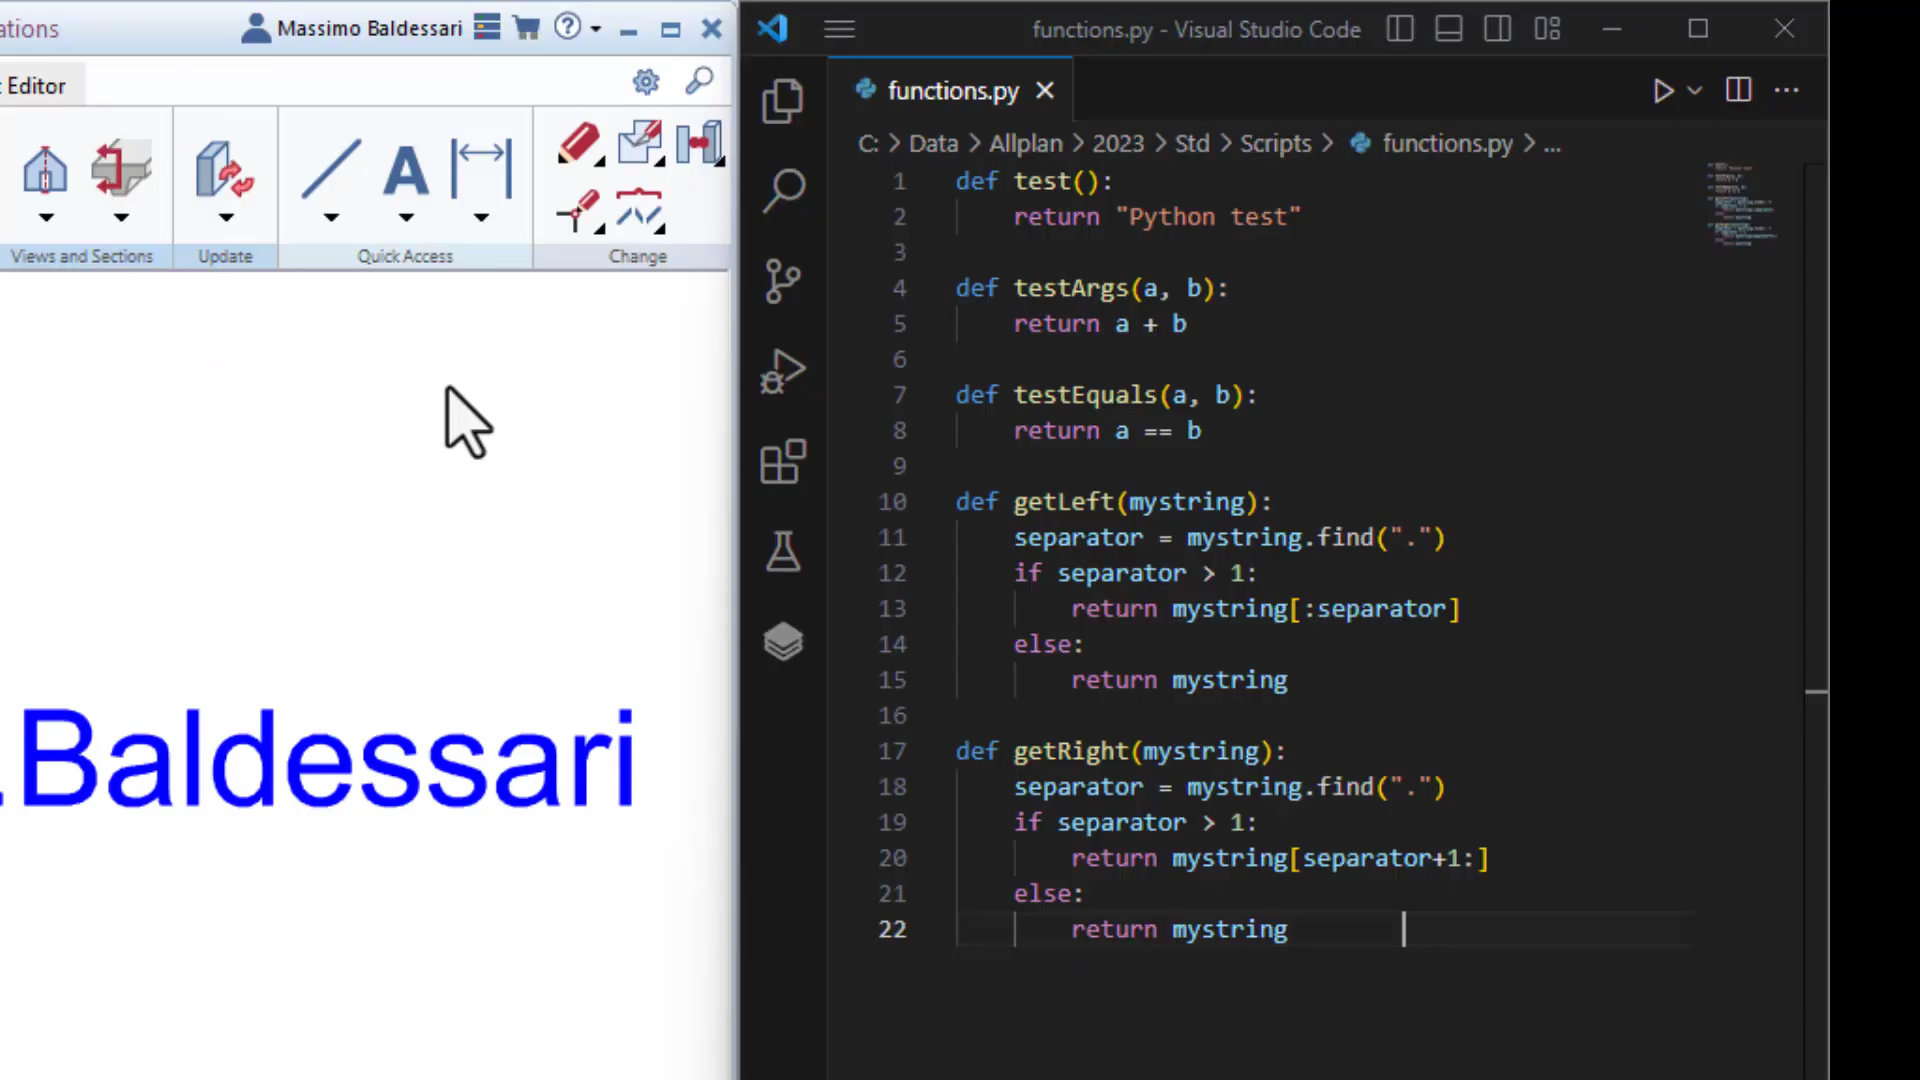 ations
Massimo Baldessari
Editor
Views and Sections
Update
A
Quick Access
Change
.Baldessari
functions.py - Visual Studio Code
functions.py
C: > Data > Allplan > 2023 > Std > Scripts > functions.py > ...
1 def test():
2     return "Python test"
3
4 def testArgs(a, b):
5     return a + b
6
7 def testEquals(a, b):
8     return a == b
9
10 def getLeft(mystring):
11     separator = mystring.find(".")
12     if separator > 1:
13         return mystring[:separator]
14     else:
15         return mystring
16
17 def getRight(mystring):
18     separator = mystring.find(".")
19     if separator > 1:
20         return mystring[separator+1:]
21     else:
22         return mystring